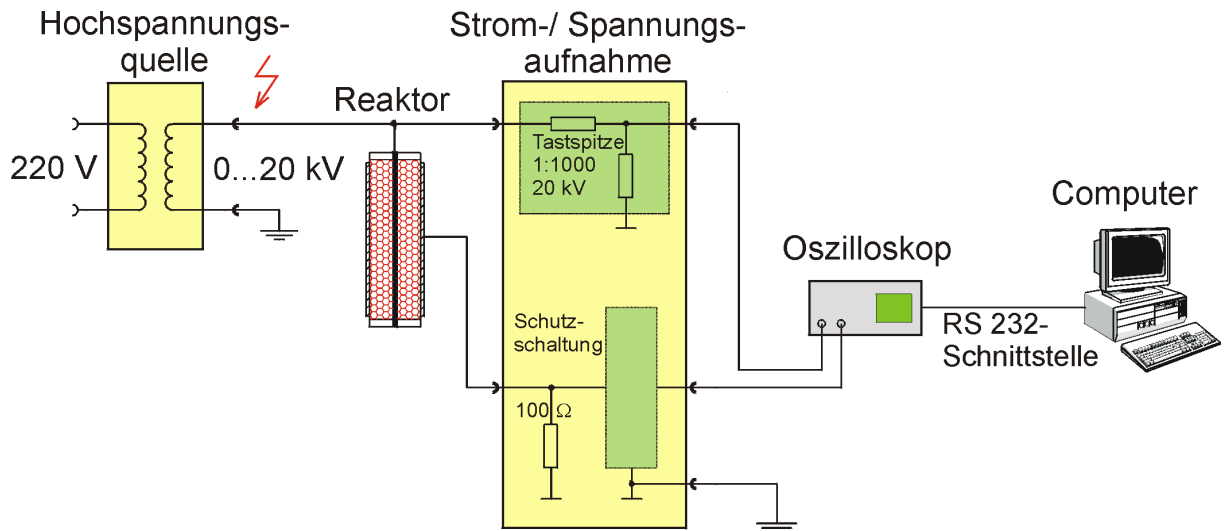 Hochspannungs-
quelle
220 V
0...20 kV
Reaktor
Strom-/ Spannungs-
aufnahme
Tastspitze
1:1000
20 kV
Schutz-
schaltung
100 Ω
Oszilloskop
Computer
RS 232-
Schnittstelle